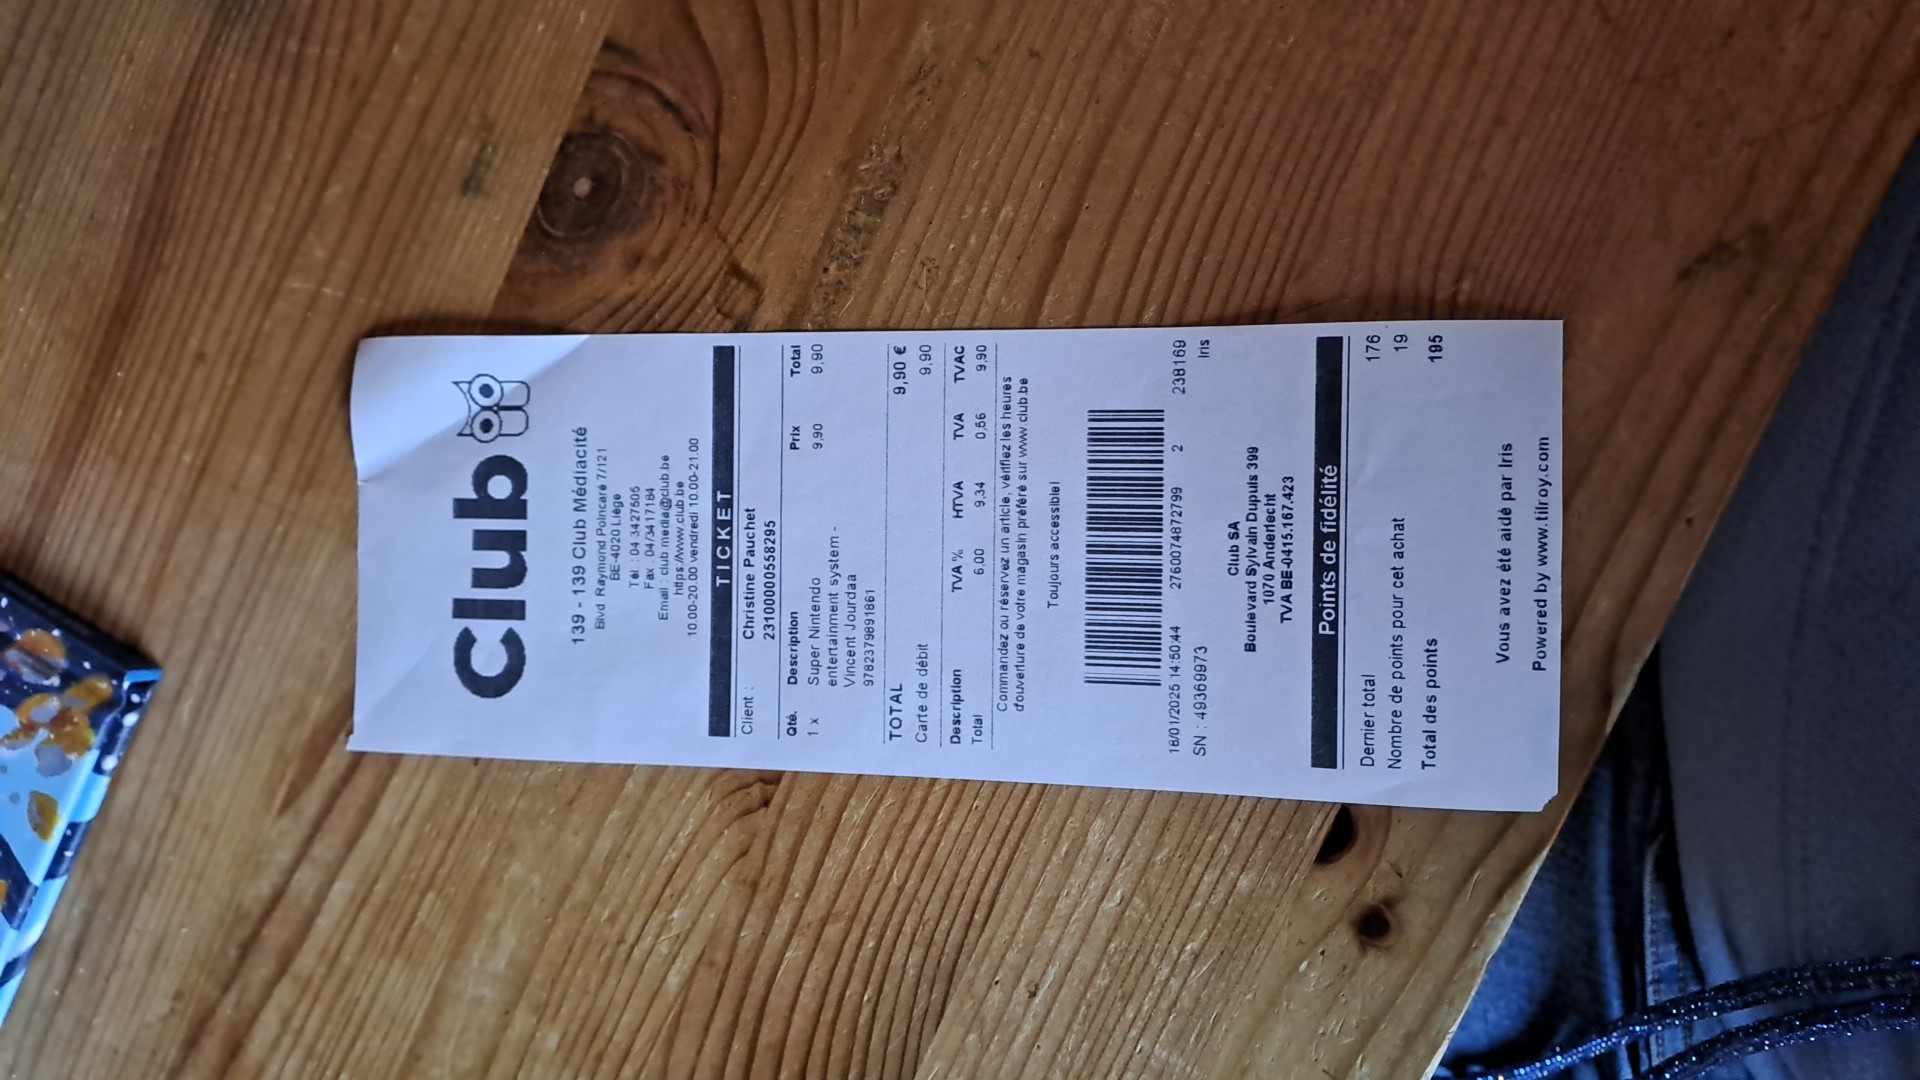 Club
139 - 139 Club Médiacité
Blvd Raymond Poincaré 77/121
BE-4020 Liège
Tél. : 04 3427505
Fax : 04/3417184
Email : club.media@club.be
https://www.club.be
10.00-20.00 vendredi 10.00-21.00
TICKET
Client : Christine Pauchet
2310000558295
Qté. Description Prix Total
1 x Super Nintendo 9,90 9,90
entertainment system -
Vincent Jourdaa
9782379891861
TOTAL 9,90 €
Carte de débit 9,90
Description TVA % HTVA TVA TVAC
Total 6,00 9,34 0,56 9,90
Commandez ou réservez un article, vérifiez les heures
d'ouverture de votre magasin préféré sur www.club.be
Toujours accessible!
18/01/2025 14:50:44 2760074872799 2 238169
SN : 49369973 Iris
Club SA
Boulevard Sylvain Dupuis 399
1070 Anderlecht
TVA BE-0415.167.423
Points de fidélité
Dernier total 176
Nombre de points pour cet achat 19
Total des points 195
Vous avez été aidé par Iris
Powered by www.tilroy.com